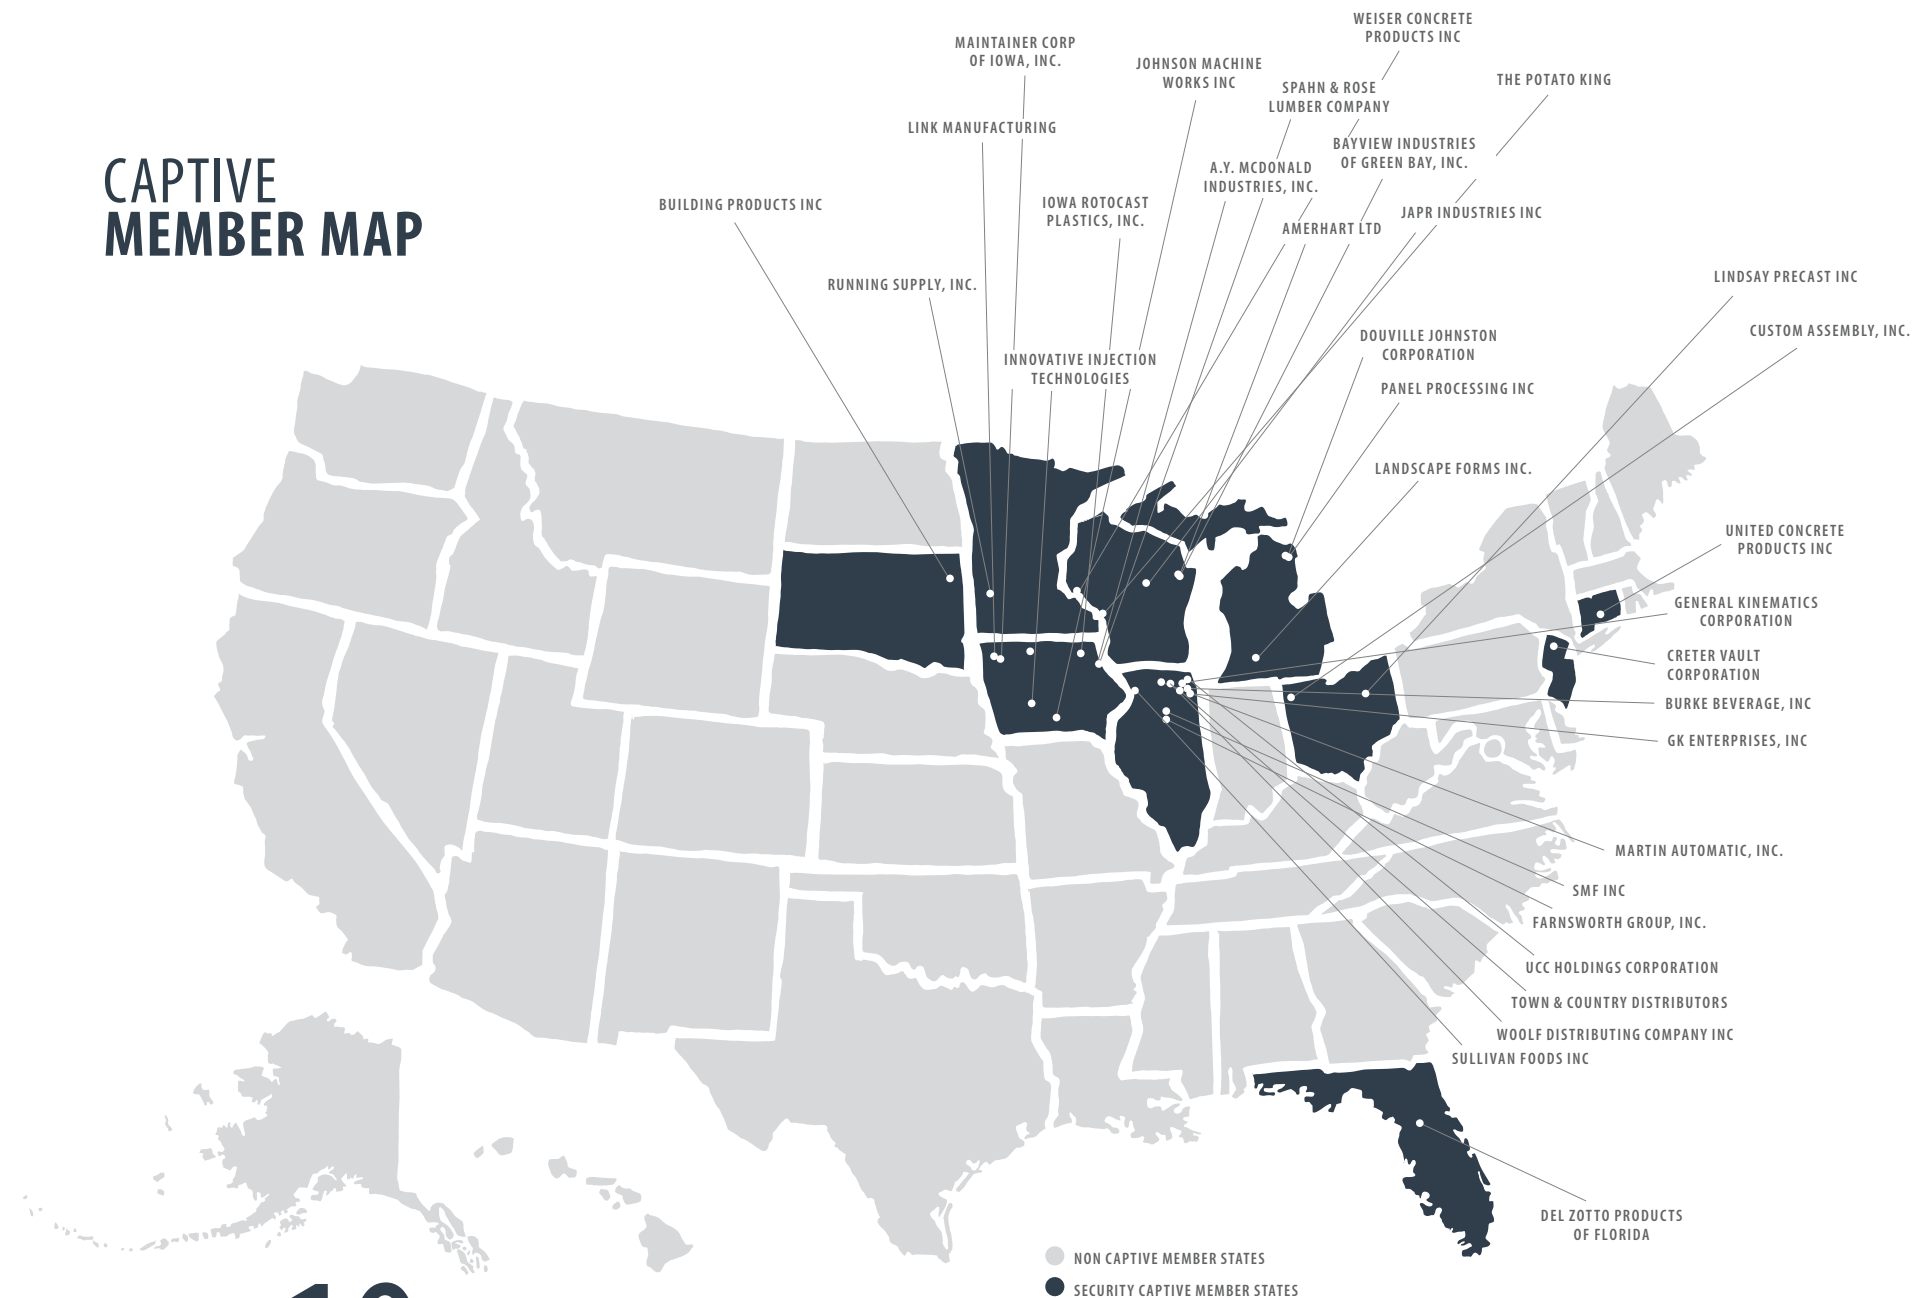 WEISER CONCRETE
PRODUCTS INC
MAINTAINER CORP
OF IOWA, INC.
JOHNSON MACHINE
WORKS INC
THE POTATO KING
SPAHN & ROSE
LUMBER COMPANY
LINK MANUFACTURING
BAYVIEW INDUSTRIES
OF GREEN BAY, INC.
CAPTIVE
MEMBER MAP
A.Y. MCDONALD
INDUSTRIES, INC.
BUILDING PRODUCTS INC
IOWA ROTOCAST
PLASTICS, INC.
JAPR INDUSTRIES INC
AMERHART LTD
LINDSAY PRECAST INC
RUNNING SUPPLY, INC.
CUSTOM ASSEMBLY, INC.
DOUVILLE JOHNSTON
CORPORATION
INNOVATIVE INJECTION
TECHNOLOGIES
PANEL PROCESSING INC
LANDSCAPE FORMS INC.
UNITED CONCRETE
PRODUCTS INC
GENERAL KINEMATICS
CORPORATION
CRETER VAULT
CORPORATION
BURKE BEVERAGE, INC
GK ENTERPRISES, INC
MARTIN AUTOMATIC, INC.
SMF INC
FARNSWORTH GROUP, INC.
UCC HOLDINGS CORPORATION
TOWN & COUNTRY DISTRIBUTORS
WOOLF DISTRIBUTING COMPANY INC
SULLIVAN FOODS INC
DEL ZOTTO PRODUCTS
OF FLORIDA
NON CAPTIVE MEMBER STATES
SECURITY CAPTIVE MEMBER STATES